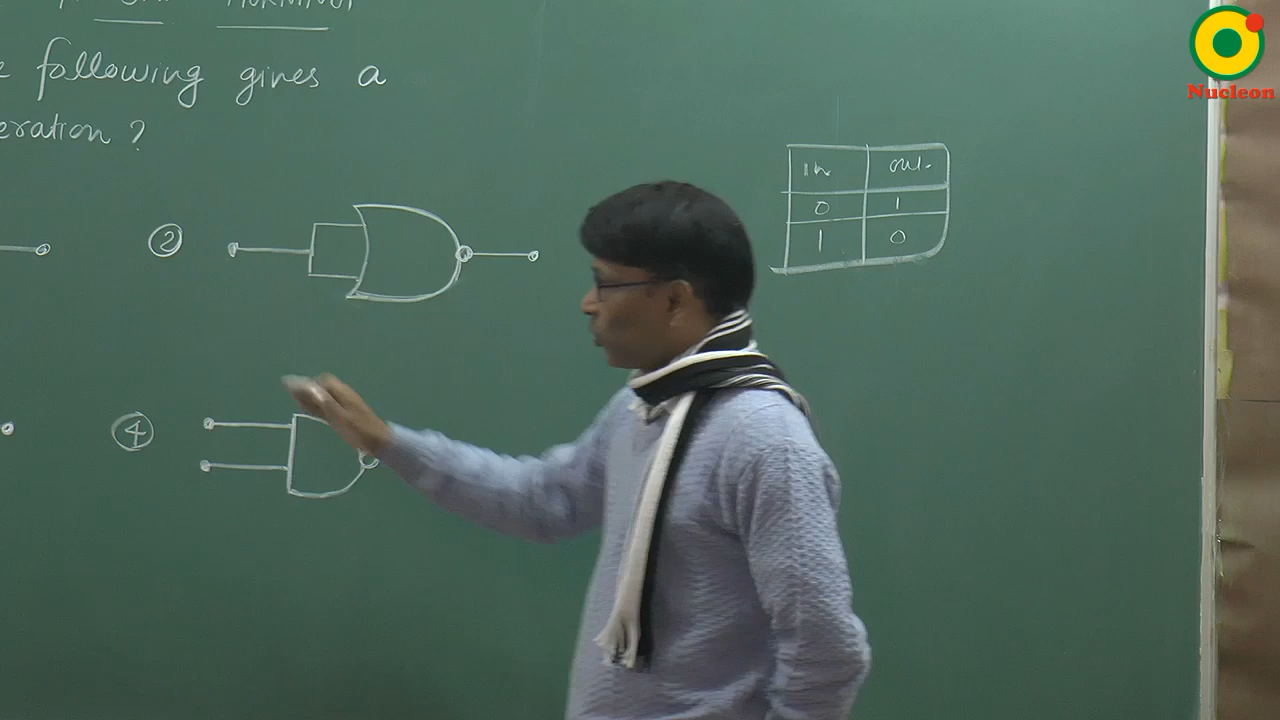 following gives a
eration ?
②
④
in out.
0 1
1 0
Nucleon